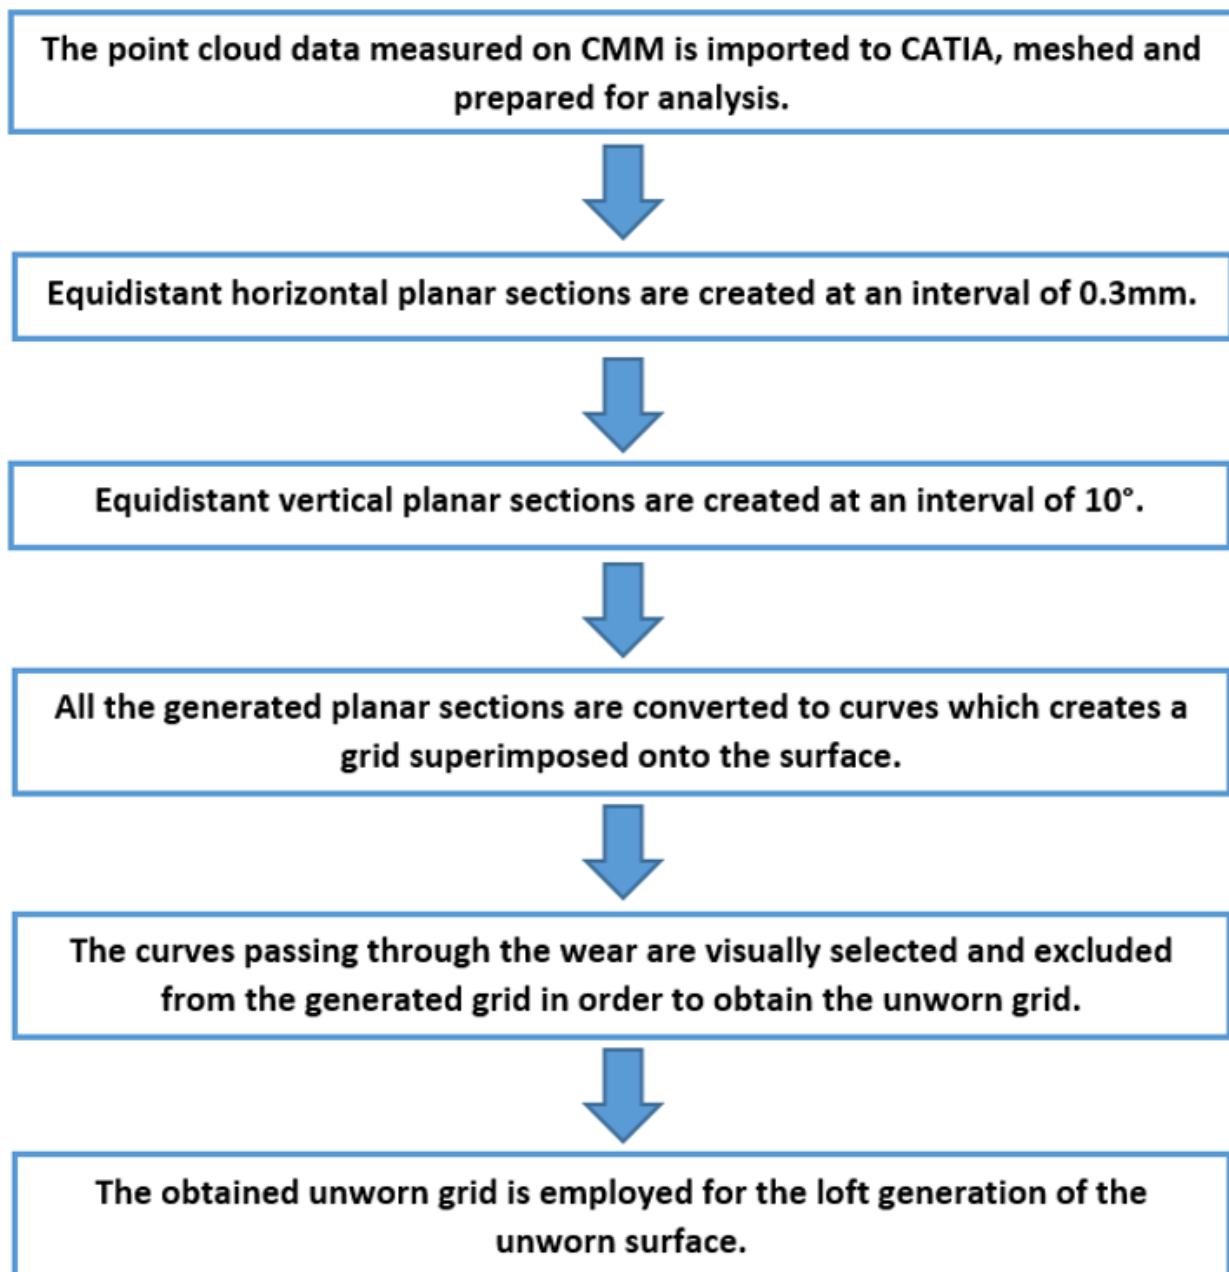 The point cloud data measured on CMM is imported to CATIA, meshed and
prepared for analysis.
Equidistant horizontal planar sections are created at an interval of 0.3mm.
Equidistant vertical planar sections are created at an interval of 10°.
All the generated planar sections are converted to curves which creates a
grid superimposed onto the surface.
The curves passing through the wear are visually selected and excluded
from the generated grid in order to obtain the unworn grid.
The obtained unworn grid is employed for the loft generation of the
unworn surface.